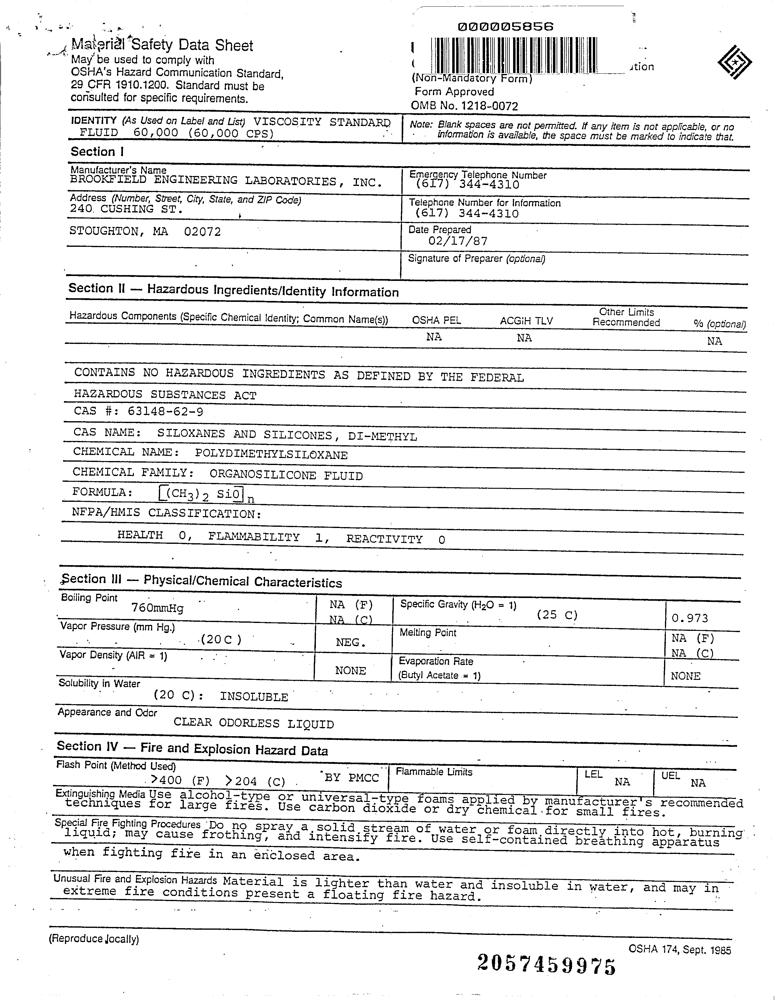 000005856
Material Safety Data Sheet
May be used to comply with
OSHA's Hazard Communication Standard,
29 CFR 1910.1200. Standard must be
consulted for specific requirements.
(Non-Mandatory Form)
Form Approved
OMB No. 1218-0072
IDENTITY (As Used on Label and List) VISCOSITY STANDARD
FLUID 60,000 (60,000 CPS)
Note: Blank spaces are not permitted. If any item is not applicable, or no
information is available, the space must be marked to indicate that.
Section I
Manufacturer's Name
BROOKFIELD ENGINEERING LABORATORIES, INC.
Emergency Telephone Number
(617) 344-4310
Address (Number, Street, City, State, and ZIP Code)
240 CUSHING ST.
Telephone Number for Information
(617) 344-4310
STOUGHTON, MA 02072
Date Prepared
02/17/87
Signature of Preparer (optional)
Section II — Hazardous Ingredients/Identity Information
Hazardous Components (Specific Chemical Identity; Common Name(s)) OSHA PEL ACGIH TLV Other Limits Recommended % (optional)
NA NA NA
CONTAINS NO HAZARDOUS INGREDIENTS AS DEFINED BY THE FEDERAL
HAZARDOUS SUBSTANCES ACT
CAS #: 63148-62-9
CAS NAME: SILOXANES AND SILICONES, DI-METHYL
CHEMICAL NAME: POLYDIMETHYLSILOXANE
CHEMICAL FAMILY: ORGANOSILICONE FLUID
FORMULA: [(CH3)2 SiO]n
NFPA/HMIS CLASSIFICATION:
HEALTH 0, FLAMMABILITY 1, REACTIVITY 0
Section III — Physical/Chemical Characteristics
Boiling Point
760mmHg
NA (F)
NA (C)
Specific Gravity (H2O = 1)
(25 C)
0.973
Vapor Pressure (mm Hg.)
(20C)
NEG.
Melting Point
NA (F)
NA (C)
Vapor Density (AIR = 1)
NONE
Evaporation Rate
(Butyl Acetate = 1)
NONE
Solubility in Water
(20 C): INSOLUBLE
Appearance and Odor
CLEAR ODORLESS LIQUID
Section IV — Fire and Explosion Hazard Data
Flash Point (Method Used)
>400 (F) >204 (C) BY PMCC
Flammable Limits
LEL
NA
UEL
NA
Extinguishing Media Use alcohol-type or universal-type foams applied by manufacturer's recommended
techniques for large fires. Use carbon dioxide or dry chemical for small fires.
Special Fire Fighting Procedures Do no spray a solid stream of water or foam directly into hot, burning
liquid; may cause frothing, and intensify fire. Use self-contained breathing apparatus
when fighting fire in an enclosed area.
Unusual Fire and Explosion Hazards Material is lighter than water and insoluble in water, and may in
extreme fire conditions present a floating fire hazard.
(Reproduce locally)
OSHA 174, Sept. 1985
2057459975